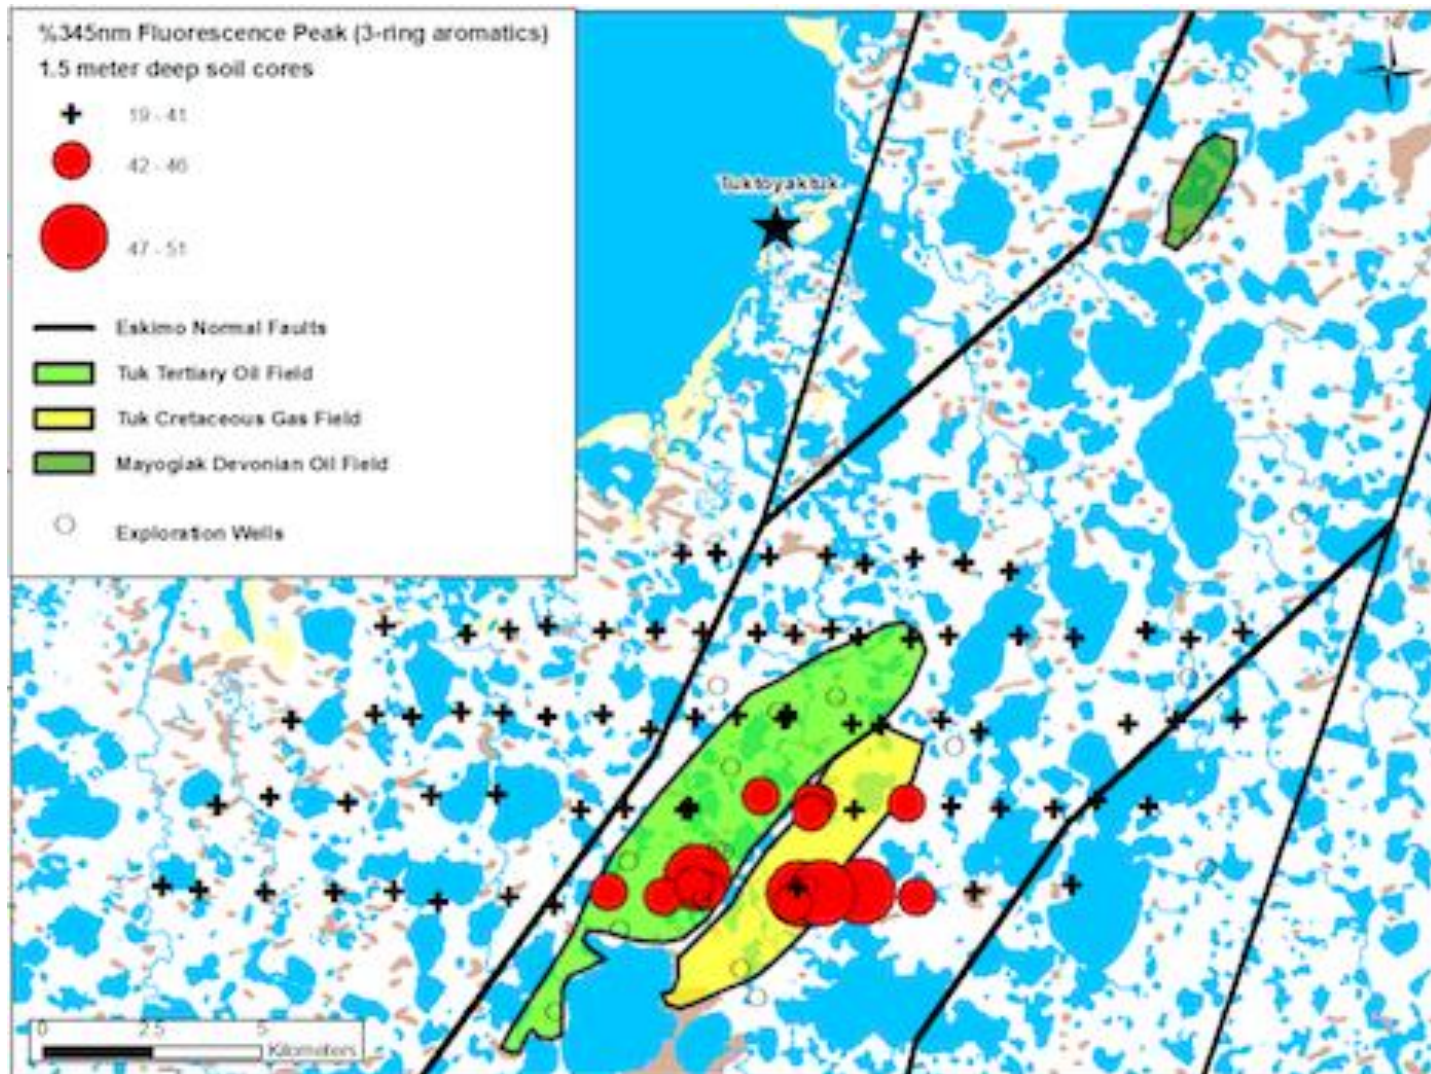 %345nm Fluorescence Peak (3-ring aromatics)
1.5 meter deep soil cores
19 - 41
42 - 46
47 - 51
Eskimo Normal Faults
Tuk Tertiary Oil Field
Tuk Cretaceous Gas Field
Mayogiak Devonian Oil Field
Exploration Wells
Tuktoyaktuk
0 2.5 5
Kilometers